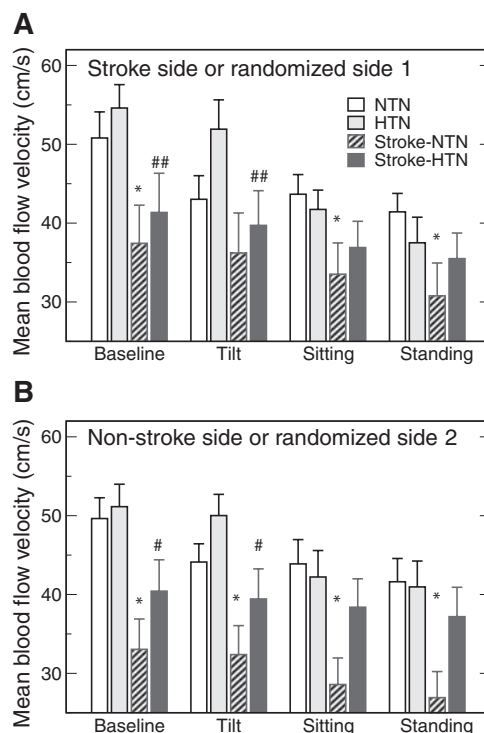 A
Mean blood flow velocity (cm/s)
60
50
40
30
Stroke side or randomized side 1
NTN
HTN
Stroke-NTN
Stroke-HTN
* ## ## * *
Baseline Tilt Sitting Standing
B
Mean blood flow velocity (cm/s)
60
50
40
30
Non-stroke side or randomized side 2
* # * # * *
Baseline Tilt Sitting Standing